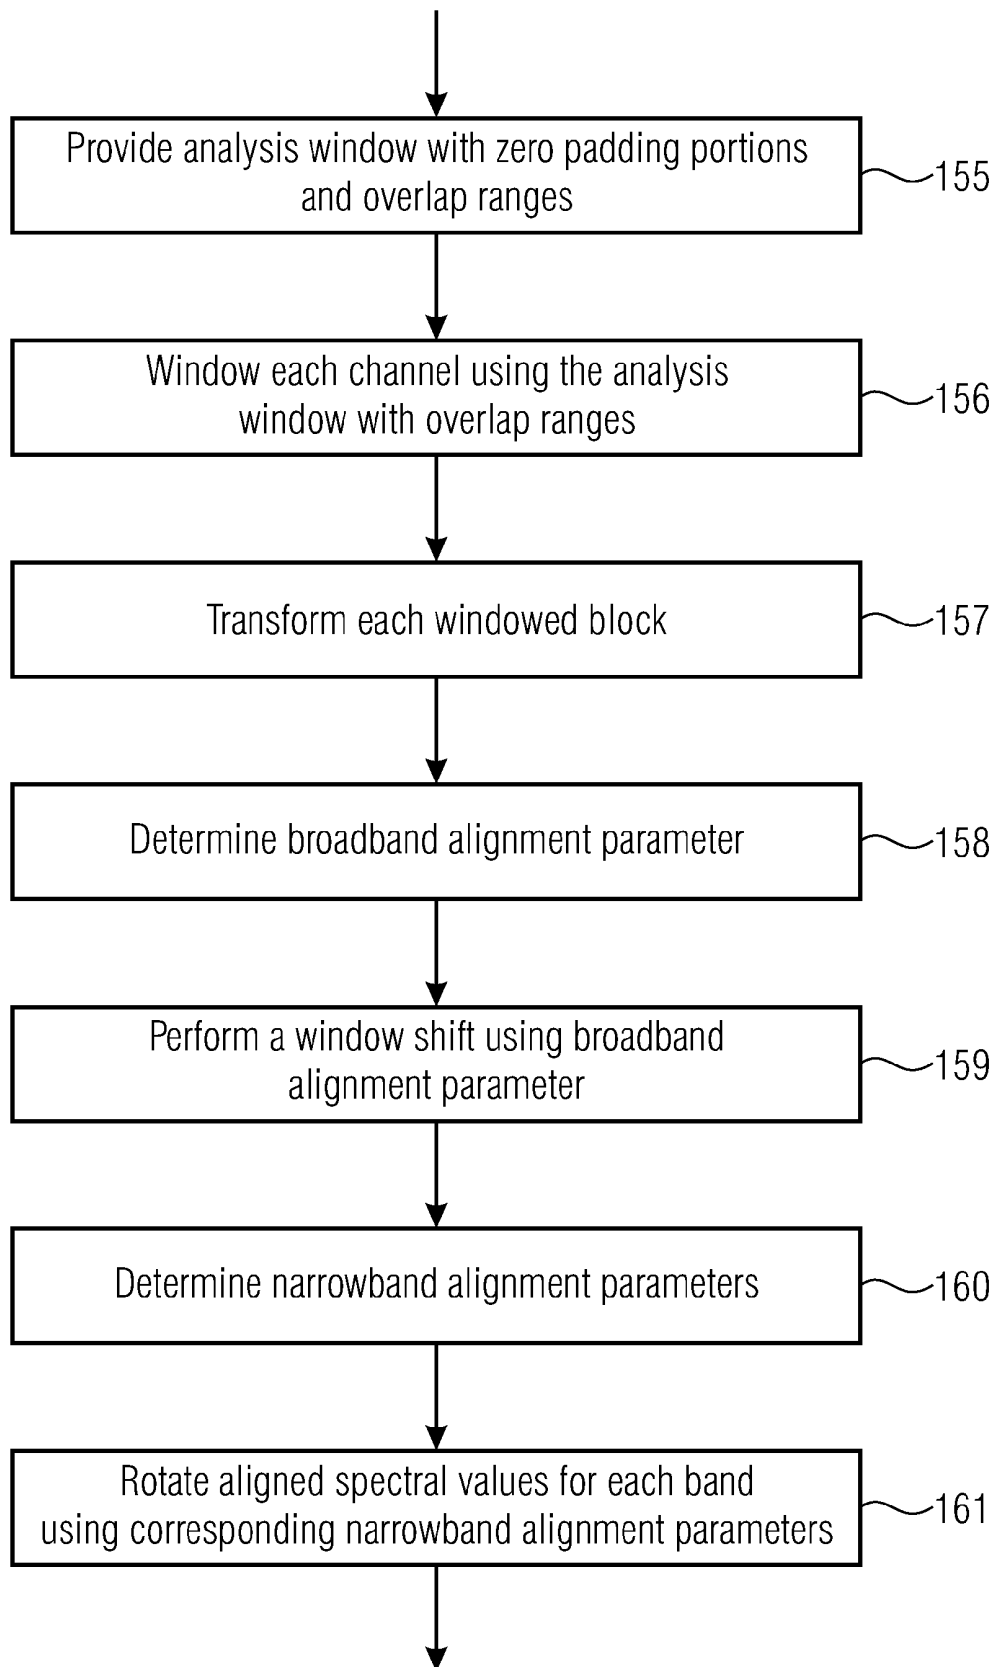 Provide analysis window with zero padding portions
and overlap ranges
155
Window each channel using the analysis
window with overlap ranges
156
Transform each windowed block
157
Determine broadband alignment parameter
158
Perform a window shift using broadband
alignment parameter
159
Determine narrowband alignment parameters
160
Rotate aligned spectral values for each band
using corresponding narrowband alignment parameters
161